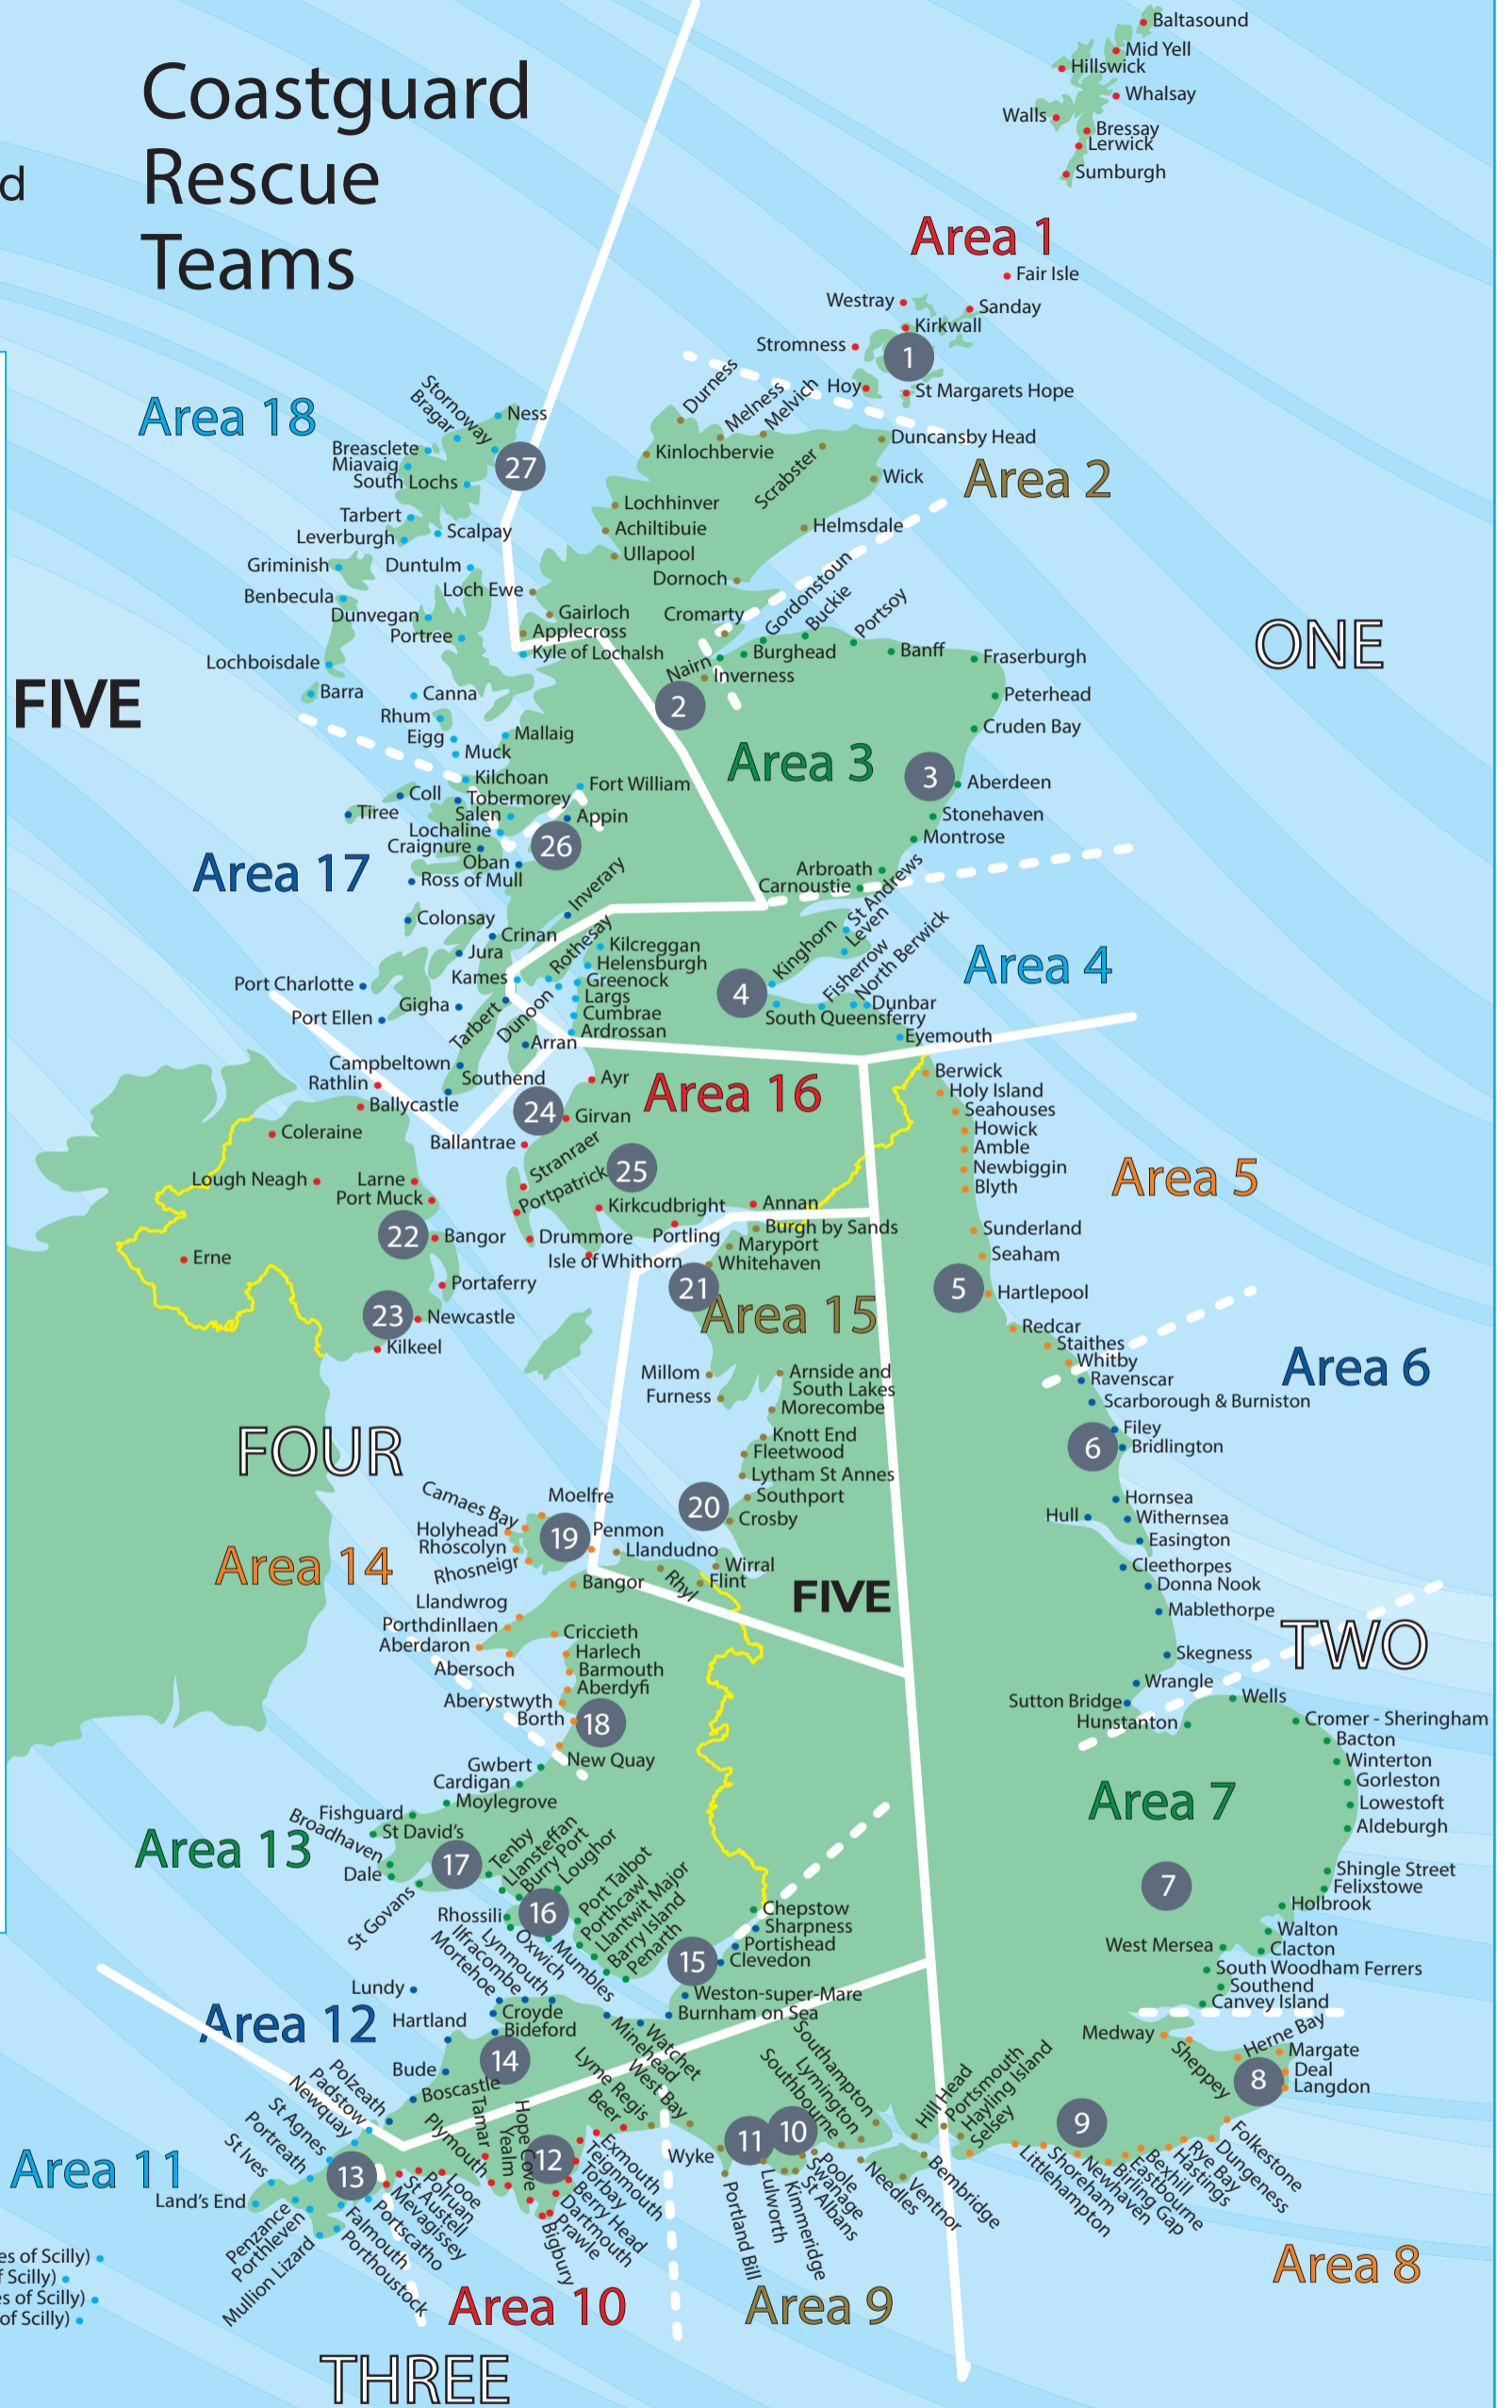 Coastguard
Rescue
Teams
d
Baltasound
Mid Yell
Hillswick
Whalsay
Walls
Bressay
Lerwick
Sumburgh
Area 1
Fair Isle
Westray
Sanday
Kirkwall
Stromness
1
Hoy
St Margarets Hope
Area 18
Stornoway
Bragar
Ness
Breasclete
Miavaig
South Lochs
27
Tarbert
Scalpay
Leverburgh
Griminish
Duntulm
Benbecula
Dunvegan
Portree
Lochboisdale
Barra
Canna
Rhum
Eigg
Muck
Mallaig
Kyle of Lochalsh
FIVE
Durness
Melness
Melvich
Kinlochbervie
Scrabster
Duncansby Head
Area 2
Wick
Lochhinver
Achiltibuie
Ullapool
Helmsdale
Dornoch
Loch Ewe
Gairloch
Applecross
Cromarty
Gordonstoun
Buckie
Portsoy
Nairn
Burghead
Inverness
Banff
Fraserburgh
ONE
2
Peterhead
Cruden Bay
Area 3
3
Aberdeen
Stonehaven
Montrose
Arbroath
Carnoustie
Kilchoan
Fort William
Coll
Tobermorey
Tiree
Salen
Appin
Lochaline
Craignure
26
Oban
Area 17
Ross of Mull
Inverary
Colonsay
Crinan
Jura
Rothesay
Kames
Port Charlotte
Gigha
Port Ellen
Tarbert
Dunoon
Arran
Kilcreggan
Helensburgh
Greenock
Largs
Cumbrae
Ardrossan
4
Kinghorn
St Andrews
Leven
Fisherrow
North Berwick
Dunbar
South Queensferry
Eyemouth
Area 4
Campbeltown
Southend
Rathlin
Ballycastle
Coleraine
Lough Neagh
Larne
Port Muck
22
Bangor
Erne
Portaferry
23
Newcastle
Kilkeel
Ayr
Area 16
24
Girvan
Ballantrae
Stranraer
25
Portpatrick
Kirkcudbright
Annan
Drummore
Portling
Isle of Whithorn
Berwick
Holy Island
Seahouses
Howick
Amble
Newbiggin
Blyth
Area 5
Sunderland
Seaham
5
Hartlepool
Redcar
Staithes
Whitby
Burgh by Sands
Maryport
Whitehaven
21
Area 15
Millom
Furness
Arnside and
South Lakes
Morecombe
Knott End
Fleetwood
Lytham St Annes
20
Southport
Crosby
Llandudno
Wirral
Rhyl
Flint
FIVE
Ravenscar
Area 6
Scarborough & Burniston
Filey
6
Bridlington
Hornsea
Hull
Withernsea
Easington
Cleethorpes
Donna Nook
Mablethorpe
TWO
Skegness
Wrangle
Sutton Bridge
Hunstanton
Wells
Cromer - Sheringham
Bacton
Winterton
Gorleston
Lowestoft
Aldeburgh
Area 7
7
Shingle Street
Felixstowe
Holbrook
Walton
West Mersea
Clacton
South Woodham Ferrers
Southend
Canvey Island
FOUR
Camaes Bay
Moelfre
Holyhead
19
Penmon
Rhoscolyn
Rhosneigr
Area 14
Bangor
Llandwrog
Porthdinllaen
Aberdaron
Criccieth
Harlech
Abersoch
Barmouth
Aberdyfi
Aberystwyth
Borth
18
New Quay
Gwbert
Cardigan
Moylegrove
Fishguard
St David's
Broadhaven
Area 13
Dale
17
Tenby
Llansteffan
Burry Port
Loughor
St Govans
Rhossili
16
Port Talbot
Porthcawl
Llantwit Major
Barry Island
Penarth
Oxwich
Mumbles
Chepstow
Sharpness
Portishead
15
Clevedon
Weston-super-Mare
Burnham on Sea
Lynmouth
Ilfracombe
Mortehoe
Lundy
Area 12
Hartland
Croyde
Bideford
Minehead
Watchet
14
Bude
Boscastle
Polzeath
Padstow
Newquay
St Agnes
Portreath
St Ives
Area 11
13
Land's End
Penzance
Porthleven
Mullion Lizard
Falmouth
Porthoustock
Portscatho
Mevagissey
St Austell
Polruan
Looe
Plymouth
Tamar
Yealm
Hope Cove
12
Lyme Regis
Beer
Exmouth
Teignmouth
Torbay
Berry Head
Dartmouth
Prawle
Bigbury
Area 10
THREE
West Bay
Wyke
11
10
Southampton
Lymington
Southbourne
Portland Bill
Lulworth
Kimmeridge
St Albans
Swanage
Poole
Needles
Ventnor
Bembridge
Area 9
Hill Head
Portsmouth
Hayling Island
Selsey
Medway
Sheppey
Herne Bay
Margate
Deal
Langdon
8
9
Littlehampton
Shoreham
Newhaven
Birling Gap
Eastbourne
Bexhill
Hastings
Rye Bay
Dungeness
Folkestone
Area 8
es of Scilly)
f Scilly)
s of Scilly)
of Scilly)